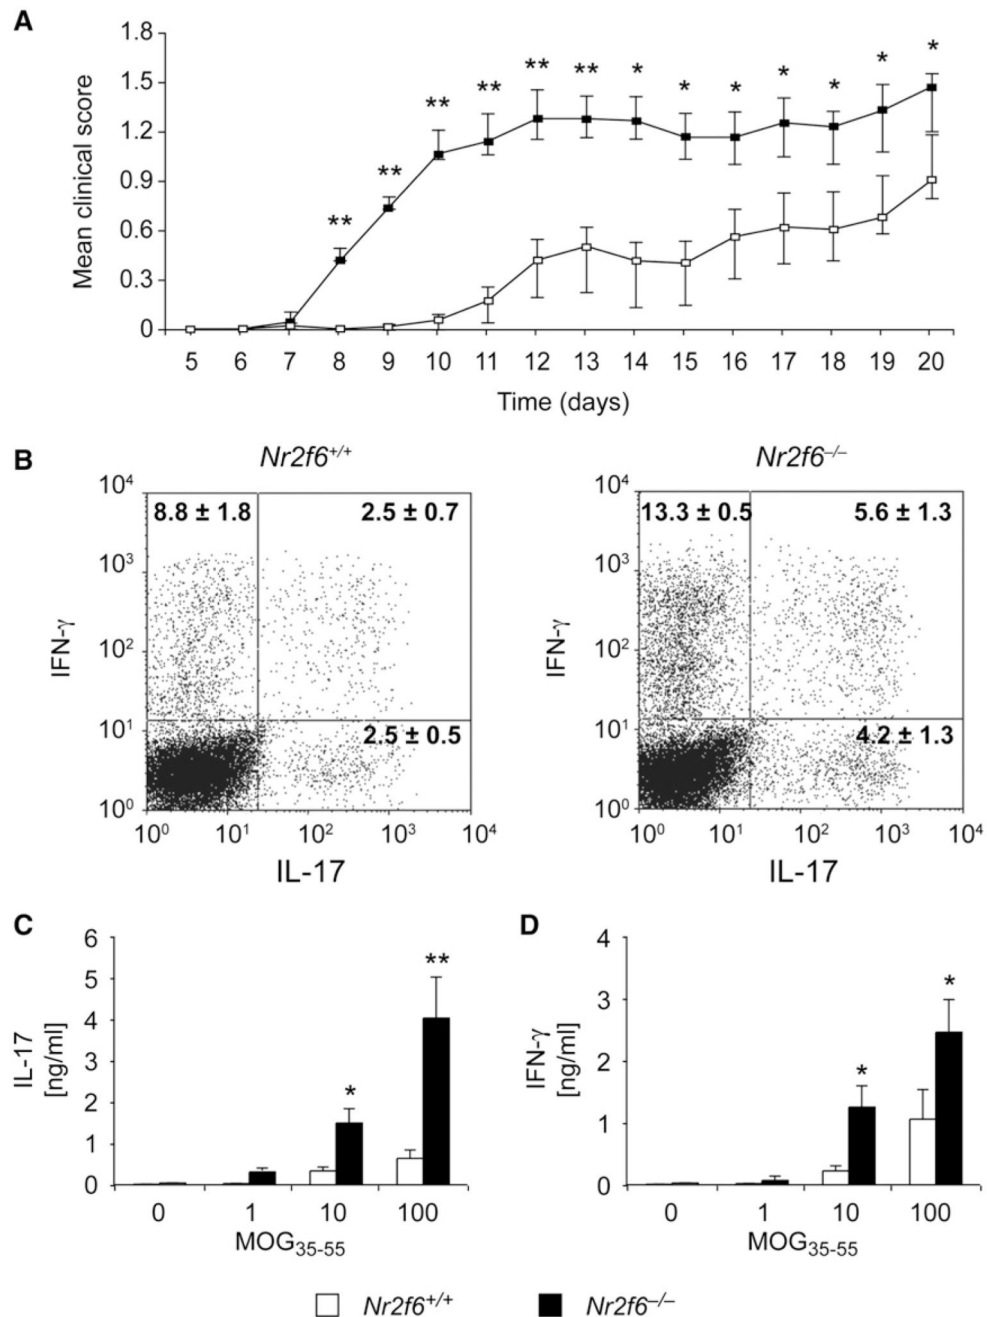 A
Mean clinical score
1.8
1.5
1.2
0.9
0.6
0.3
0
** ** ** ** ** ** * * * * * * *
5 6 7 8 9 10 11 12 13 14 15 16 17 18 19 20
Time (days)
B
Nr2f6+/+
IFN-γ
10⁴
10³
10²
10¹
10⁰
8.8 ± 1.8
2.5 ± 0.7
2.5 ± 0.5
10⁰ 10¹ 10² 10³ 10⁴
IL-17
Nr2f6–/–
IFN-γ
10⁴
10³
10²
10¹
10⁰
13.3 ± 0.5
5.6 ± 1.3
4.2 ± 1.3
10⁰ 10¹ 10² 10³ 10⁴
IL-17
C
IL-17
[ng/ml]
6
5
4
3
2
1
0
* **
0 1 10 100
MOG35-55
D
IFN-γ
[ng/ml]
4
3
2
1
0
* *
0 1 10 100
MOG35-55
Nr2f6+/+ Nr2f6–/–